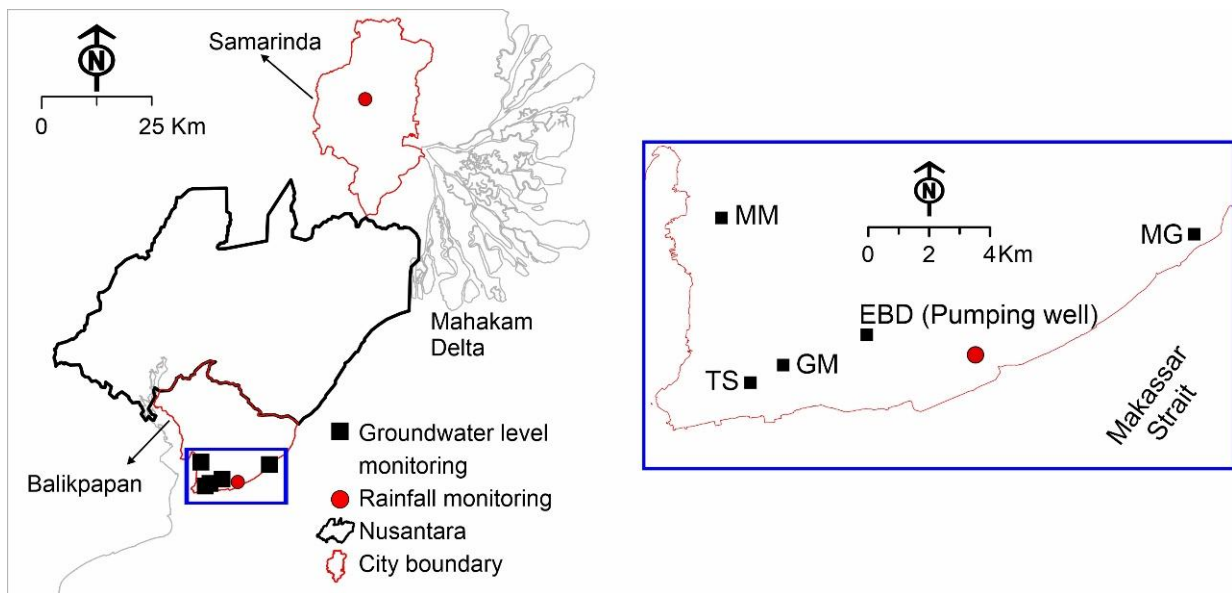 Samarinda
N
0 25 Km
Mahakam
Delta
Balikpapan
Groundwater level
monitoring
Rainfall monitoring
Nusantara
City boundary
N
MM
0 2 4Km
MG
EBD (Pumping well)
GM
TS
Makassar
Strait